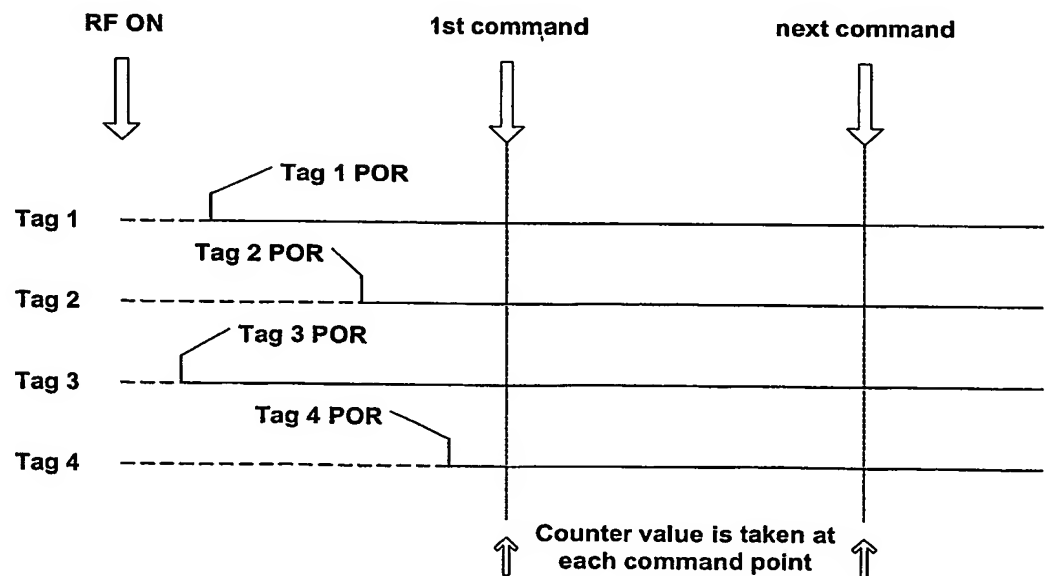 RF ON
1st command
next command
Tag 1 POR
Tag 1
Tag 2 POR
Tag 2
Tag 3 POR
Tag 3
Tag 4 POR
Tag 4
Counter value is taken at
each command point